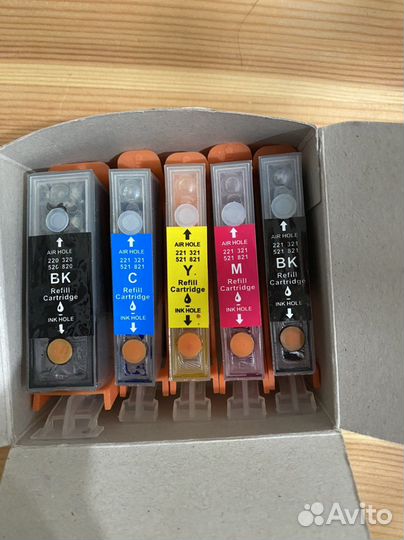 AIR HOLE
220 320
526 820
BK
Refill
Cartridge
INK HOLE
AIR HOLE
221 321
521 821
C
Refill
Cartridge
INK HOLE
AIR HOLE
221 321
521 821
Y
Refill
Cartridge
INK HOLE
AIR HOLE
221 321
521 821
M
Refill
Cartridge
INK HOLE
AIR HOLE
221 321
521 821
BK
Refill
Cartridge
INK HOLE
Avito